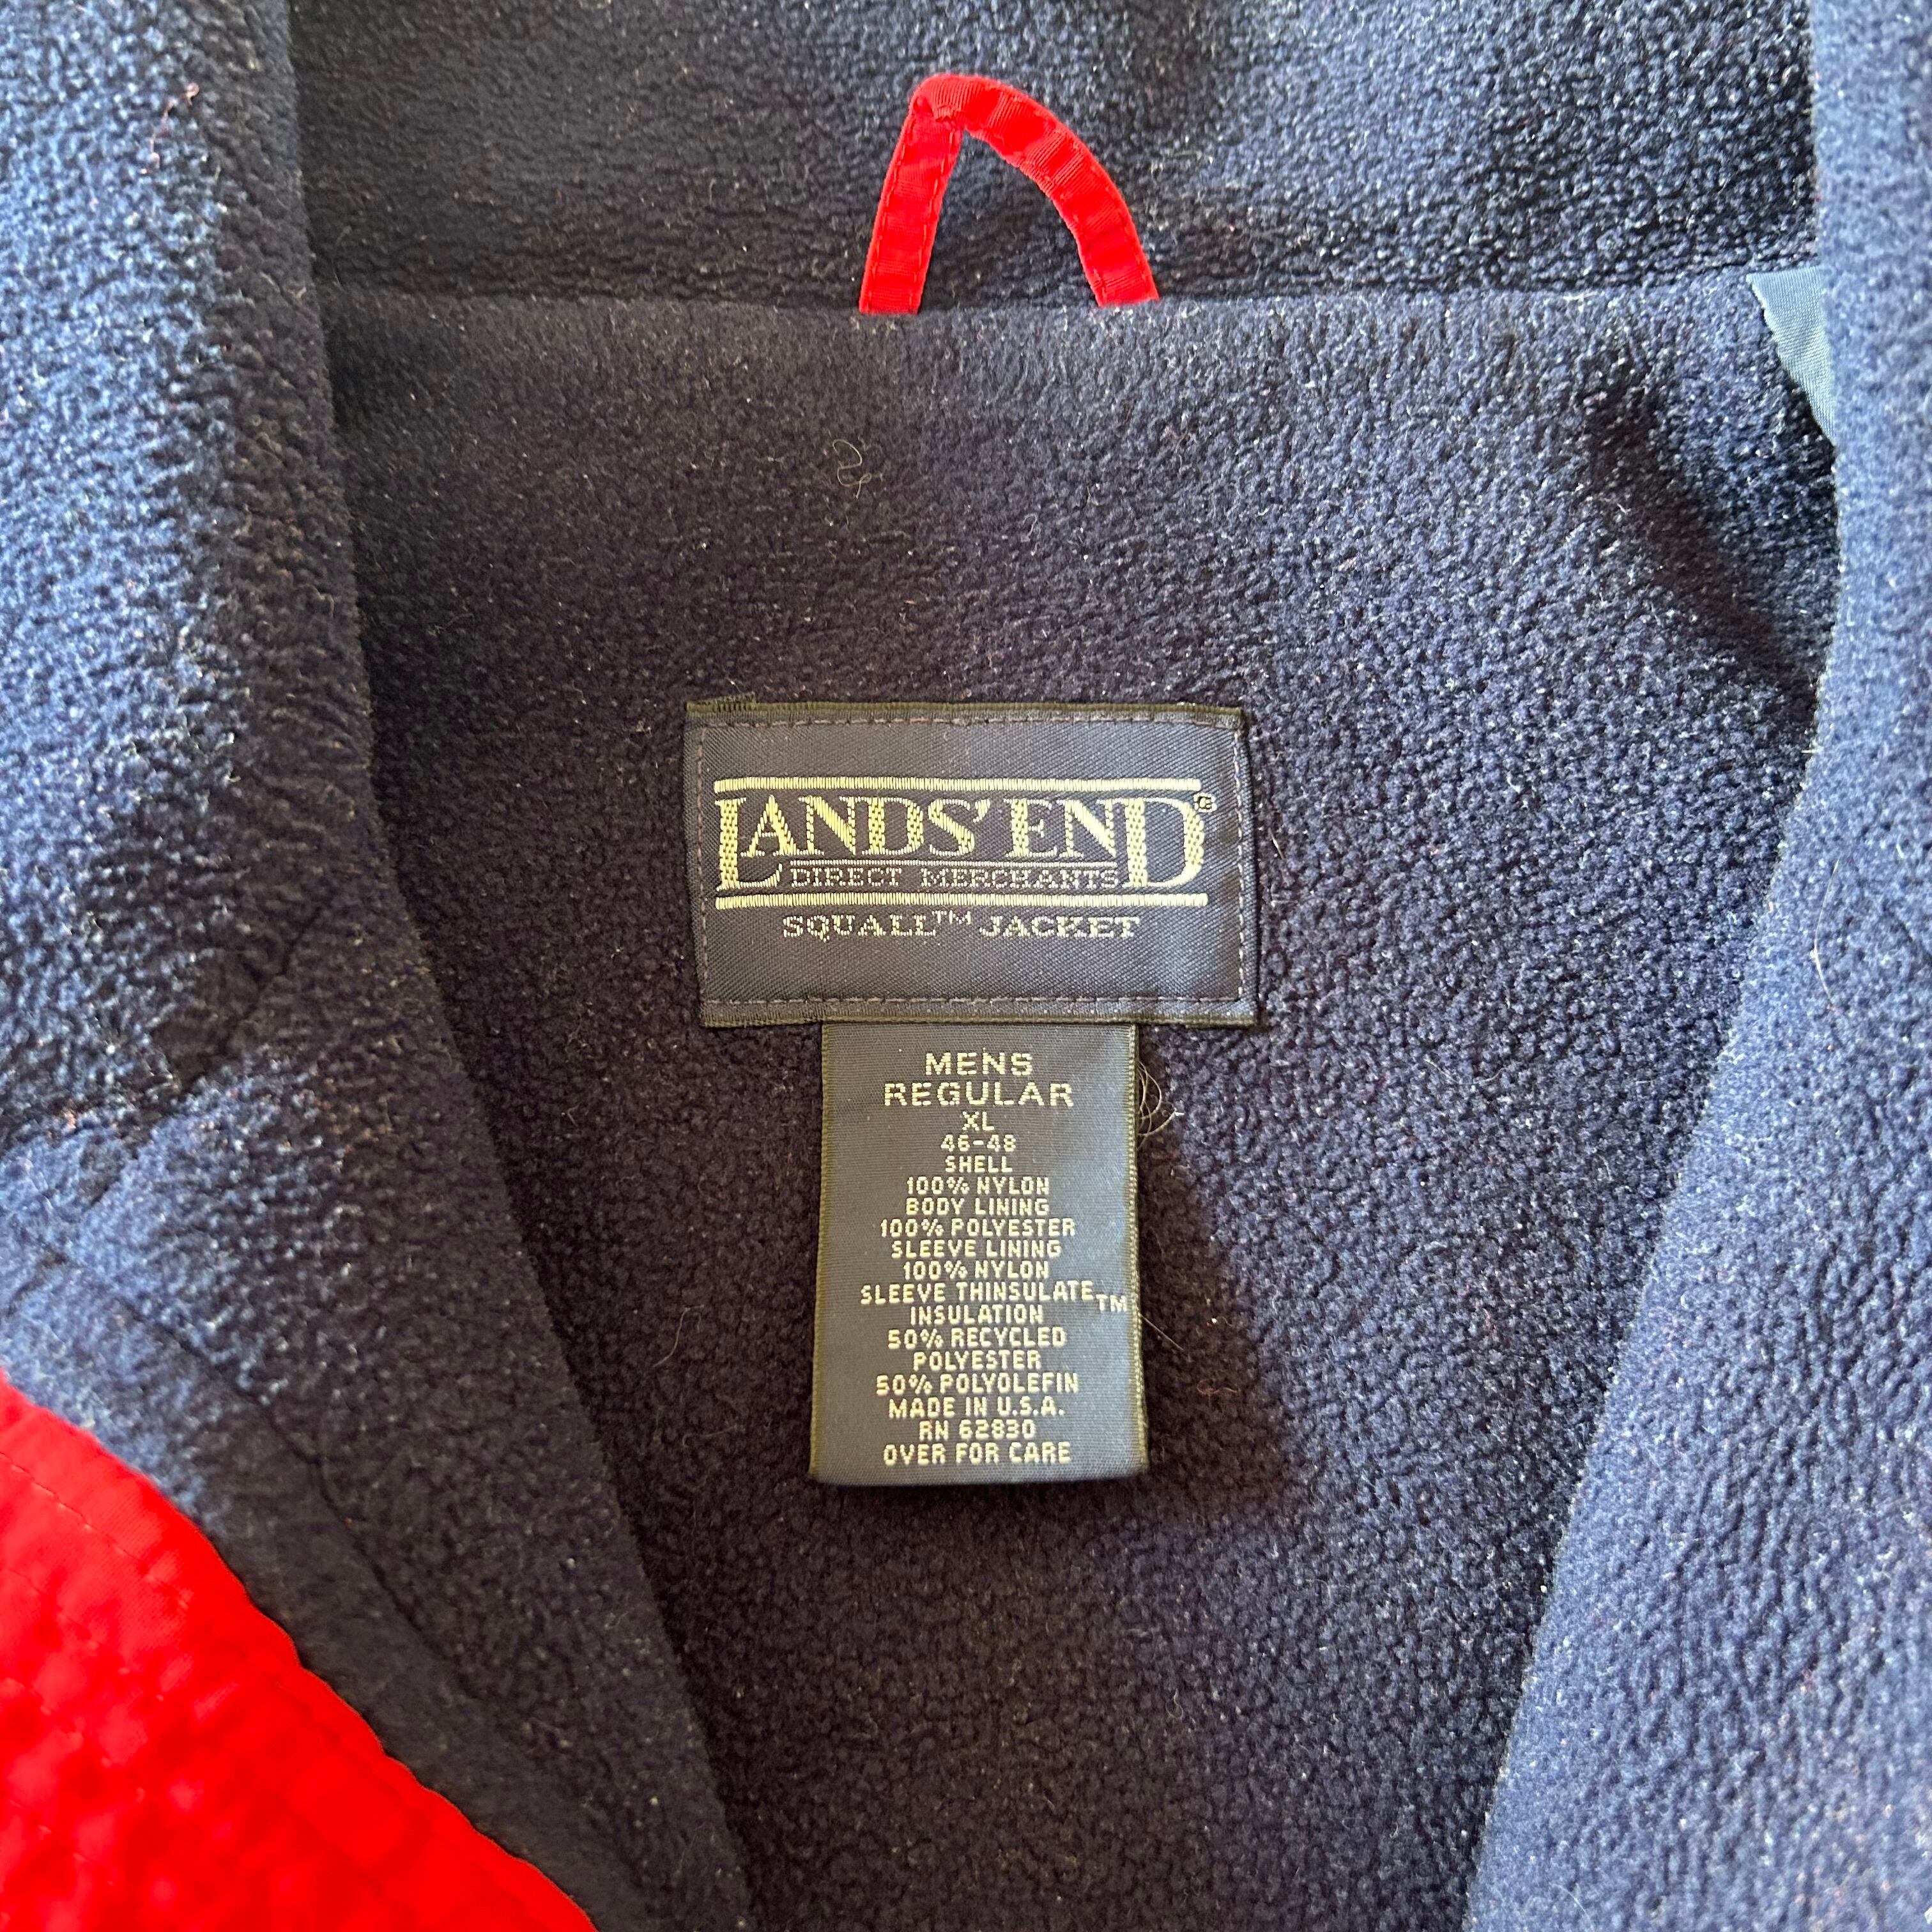 LANDS' END®
DIRECT MERCHANTS
SQUALL™ JACKET
MENS
REGULAR
XL
46-48
SHELL
100% NYLON
BODY LINING
100% POLYESTER
SLEEVE LINING
100% NYLON
SLEEVE THINSULATE™
INSULATION
50% RECYCLED
POLYESTER
50% POLYOLEFIN
MADE IN U.S.A.
RN 62830
OVER FOR CARE